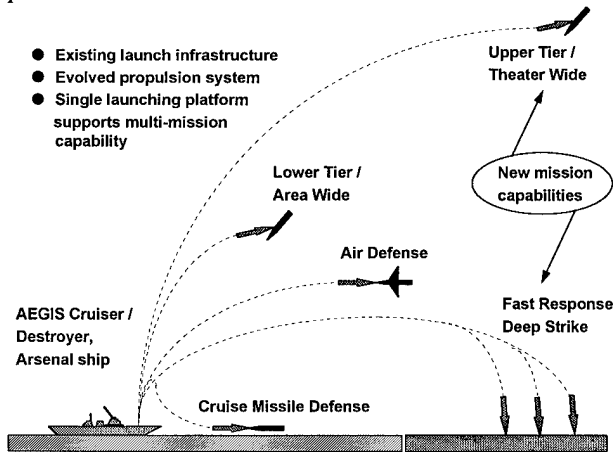 ● Existing launch infrastructure
● Evolved propulsion system
● Single launching platform
supports multi-mission
capability
Upper Tier /
Theater Wide
New mission
capabilities
Lower Tier /
Area Wide
Air Defense
Fast Response
Deep Strike
AEGIS Cruiser /
Destroyer,
Arsenal ship
Cruise Missile Defense